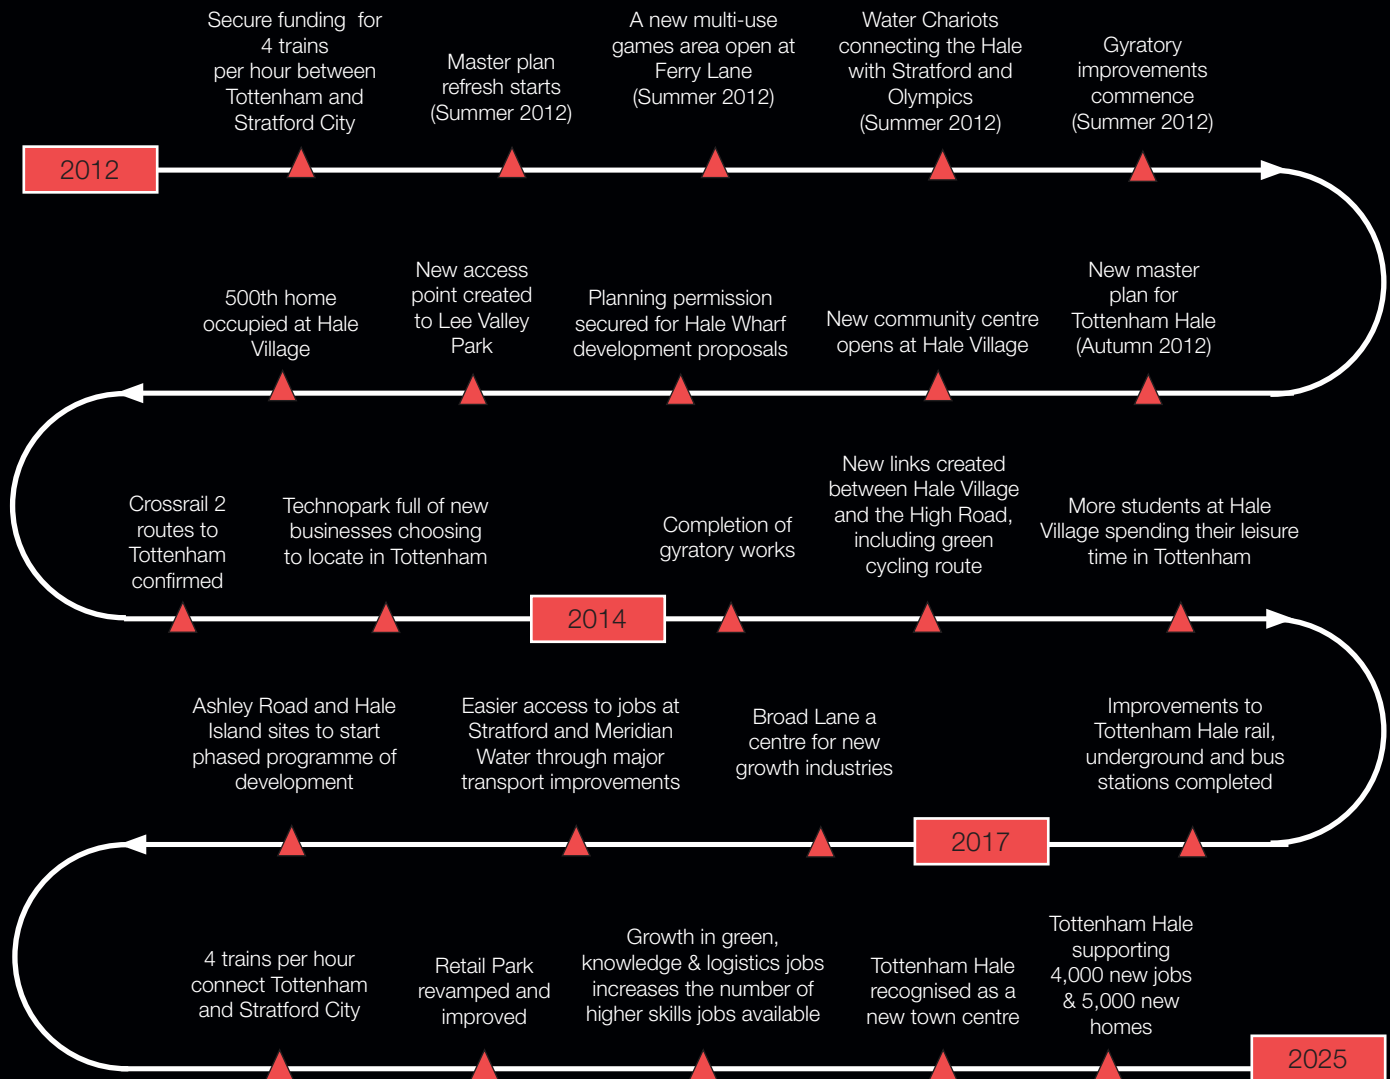 2012
Secure funding for
4 trains
per hour between
Tottenham and
Stratford City
Master plan
refresh starts
(Summer 2012)
A new multi-use
games area open at
Ferry Lane
(Summer 2012)
Water Chariots
connecting the Hale
with Stratford and
Olympics
(Summer 2012)
Gyratory
improvements
commence
(Summer 2012)
New master
plan for
Tottenham Hale
(Autumn 2012)
New community centre
opens at Hale Village
Planning permission
secured for Hale Wharf
development proposals
New access
point created
to Lee Valley
Park
500th home
occupied at Hale
Village
Crossrail 2
routes to
Tottenham
confirmed
Technopark full of new
businesses choosing
to locate in Tottenham
2014
Completion of
gyratory works
New links created
between Hale Village
and the High Road,
including green
cycling route
More students at Hale
Village spending their leisure
time in Tottenham
Improvements to
Tottenham Hale rail,
underground and bus
stations completed
2017
Broad Lane a
centre for new
growth industries
Easier access to jobs at
Stratford and Meridian
Water through major
transport improvements
Ashley Road and Hale
Island sites to start
phased programme of
development
4 trains per hour
connect Tottenham
and Stratford City
Retail Park
revamped and
improved
Growth in green,
knowledge & logistics jobs
increases the number of
higher skills jobs available
Tottenham Hale
recognised as a
new town centre
Tottenham Hale
supporting
4,000 new jobs
& 5,000 new
homes
2025